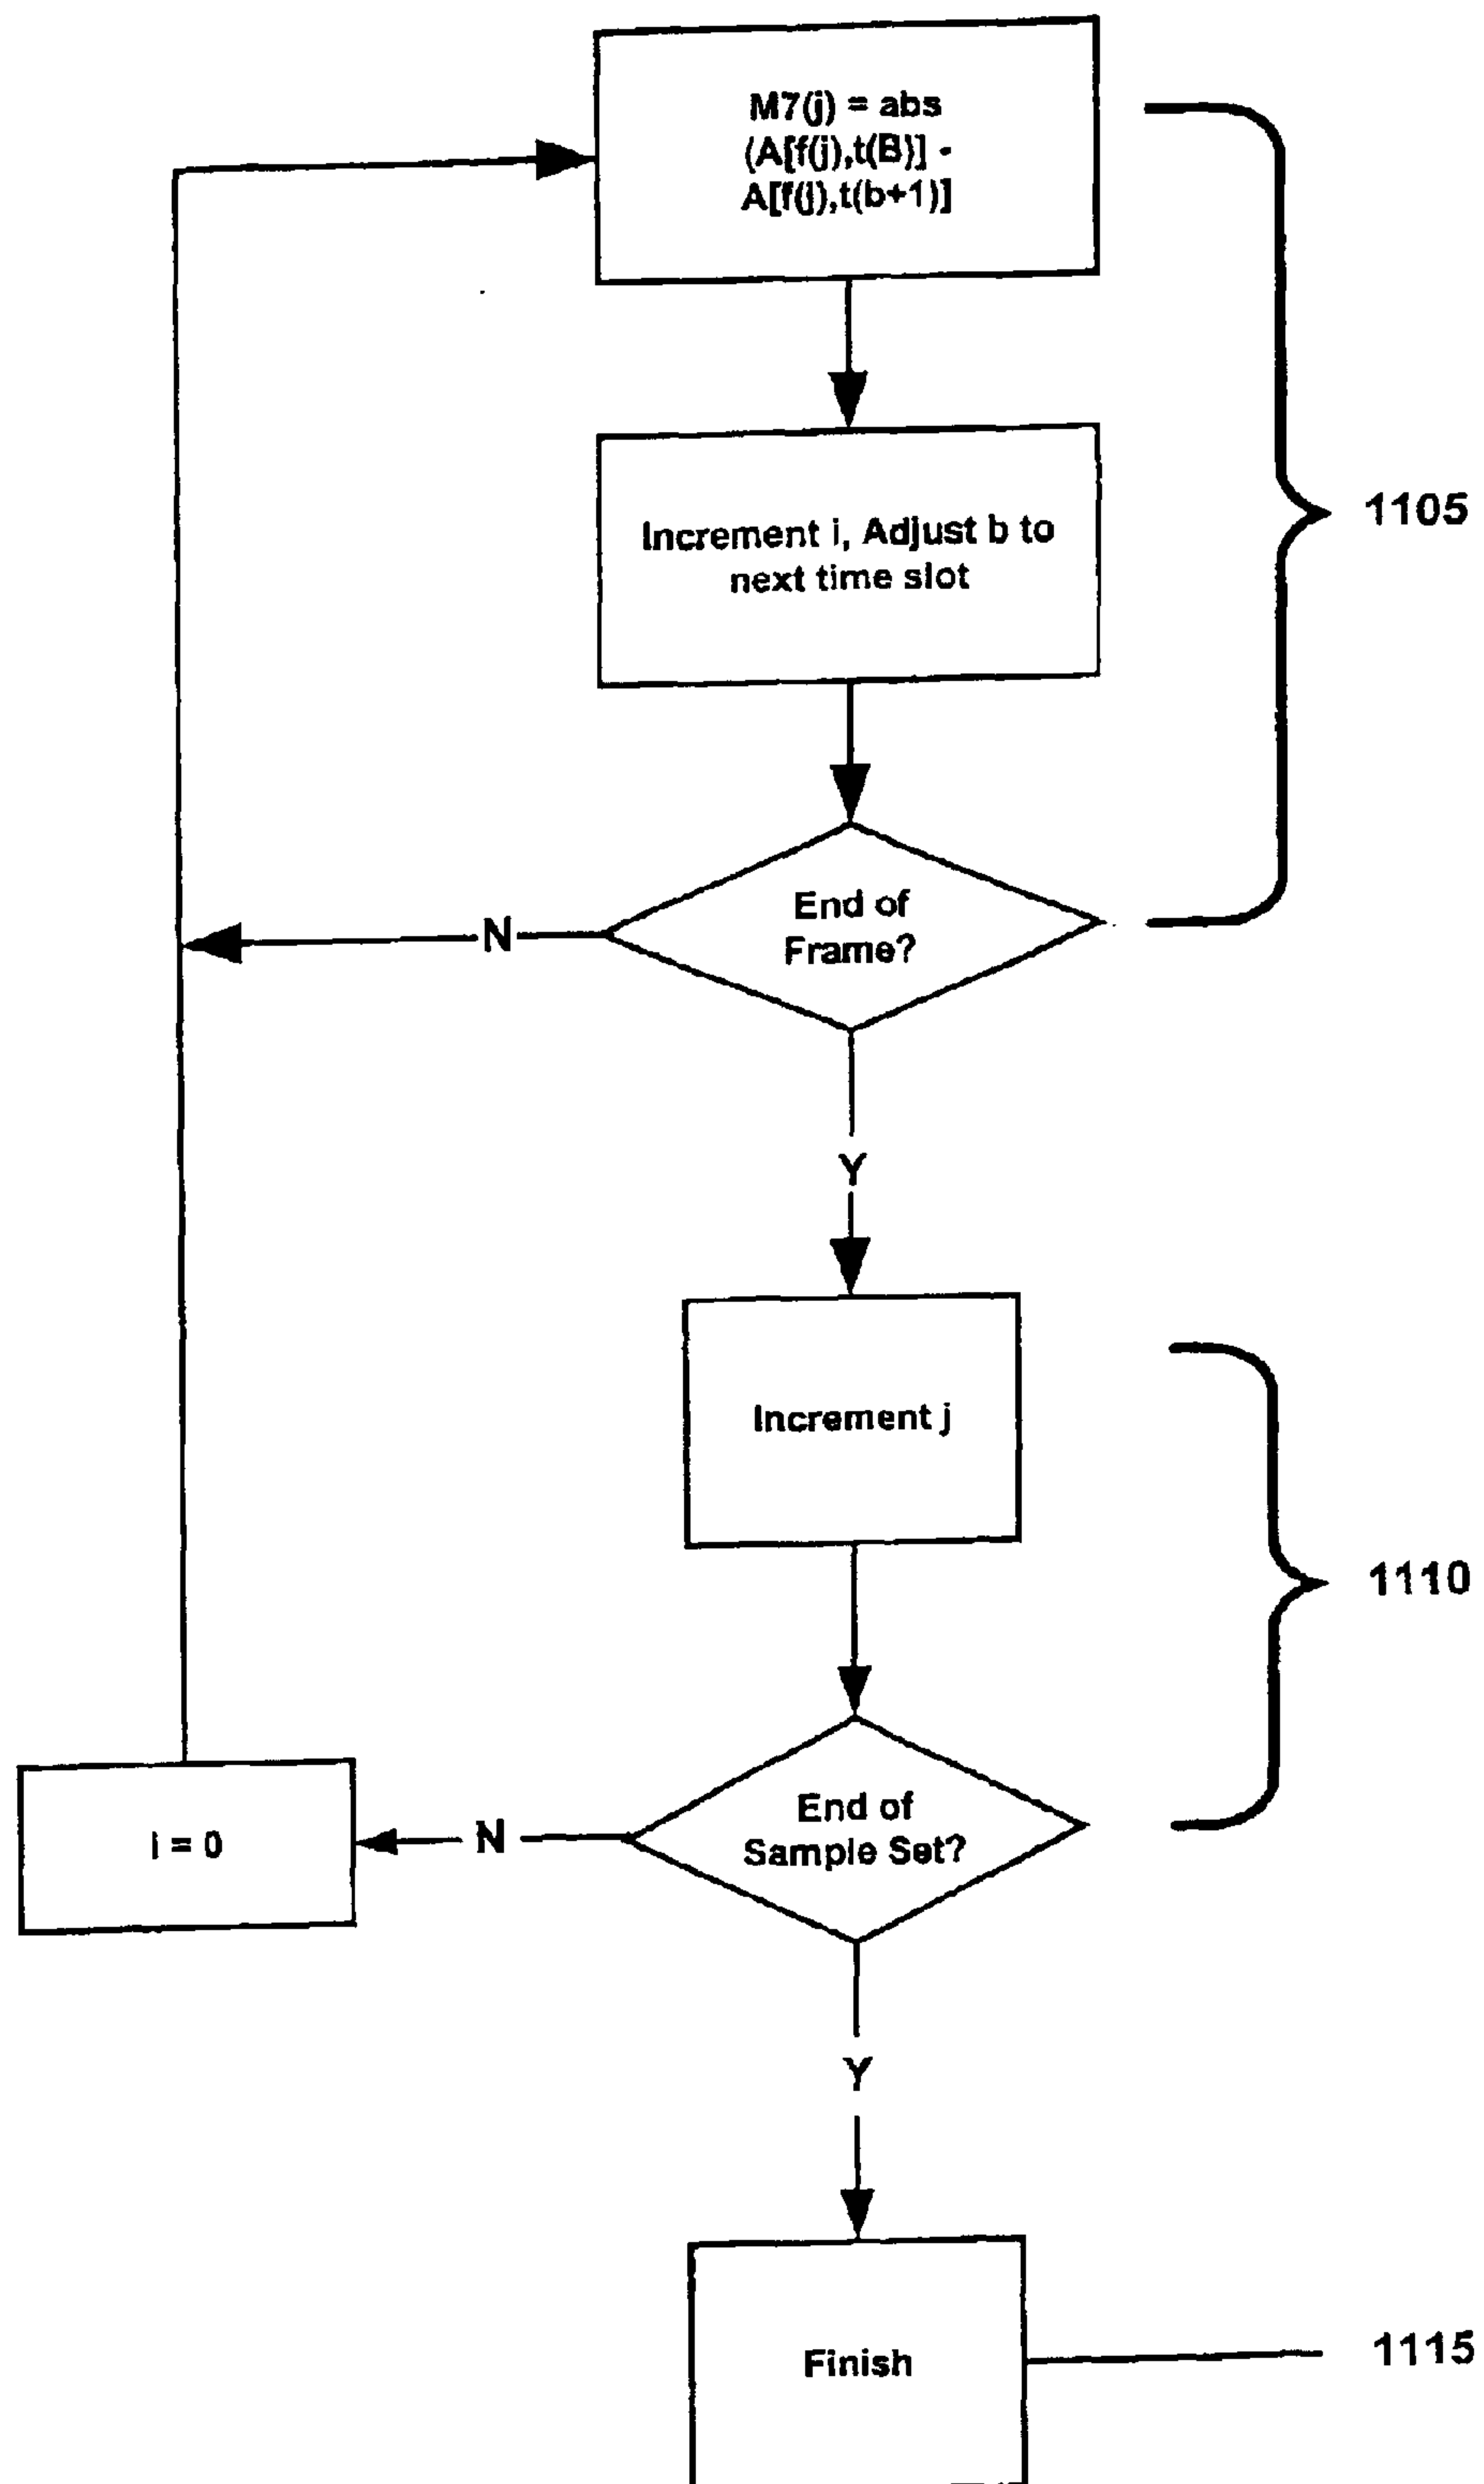 M7(j) = abs
(A[f(j),t(B)] -
A[f(j),t(b+1)]
Increment i, Adjust b to
next time slot
1105
End of
Frame?
N
Y
Increment j
1110
End of
Sample Set?
N
i = 0
Y
Finish
1115